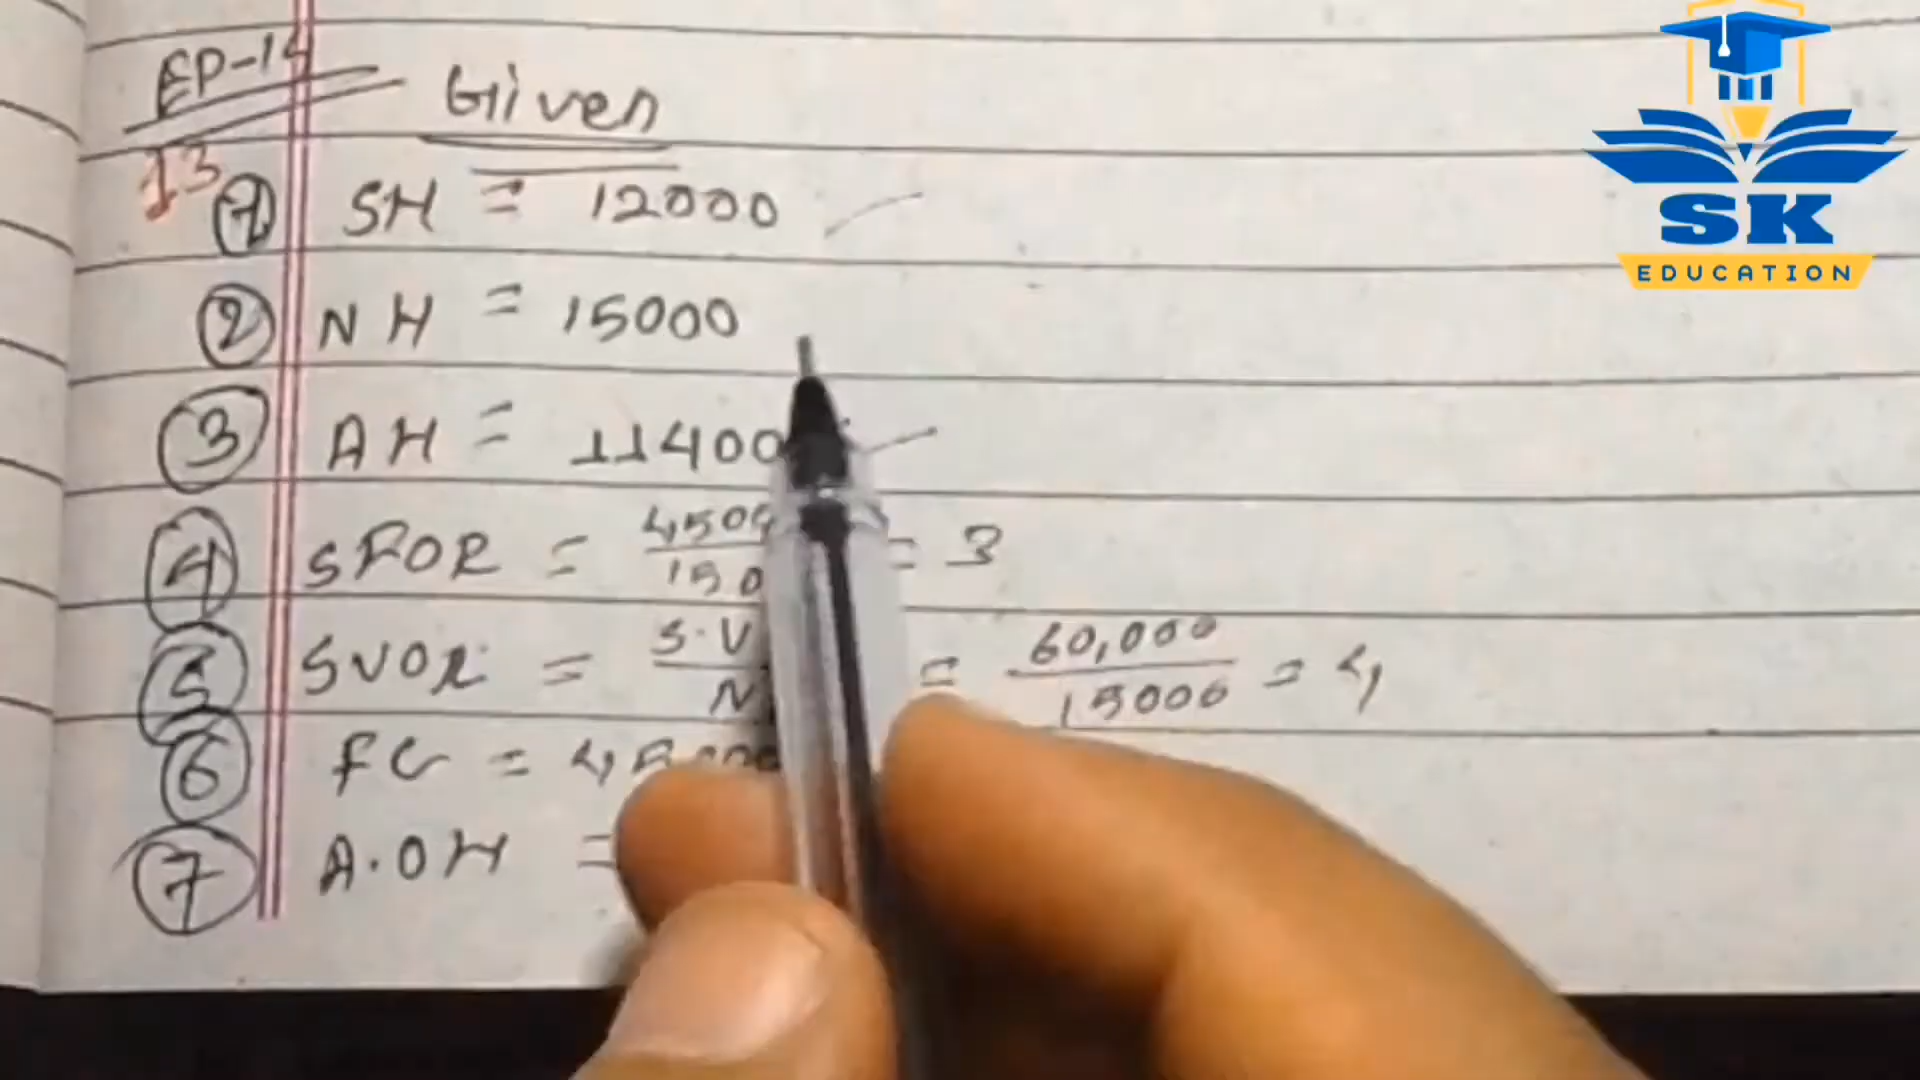 EP-14
Given
13
1 SH = 12000
2 NH = 15000
3 AH = 11400
4 SFOR = = 3
5 SVOR = = 60,000 / 15000 = 4
6 FC =
7 A.OH =
SK
EDUCATION